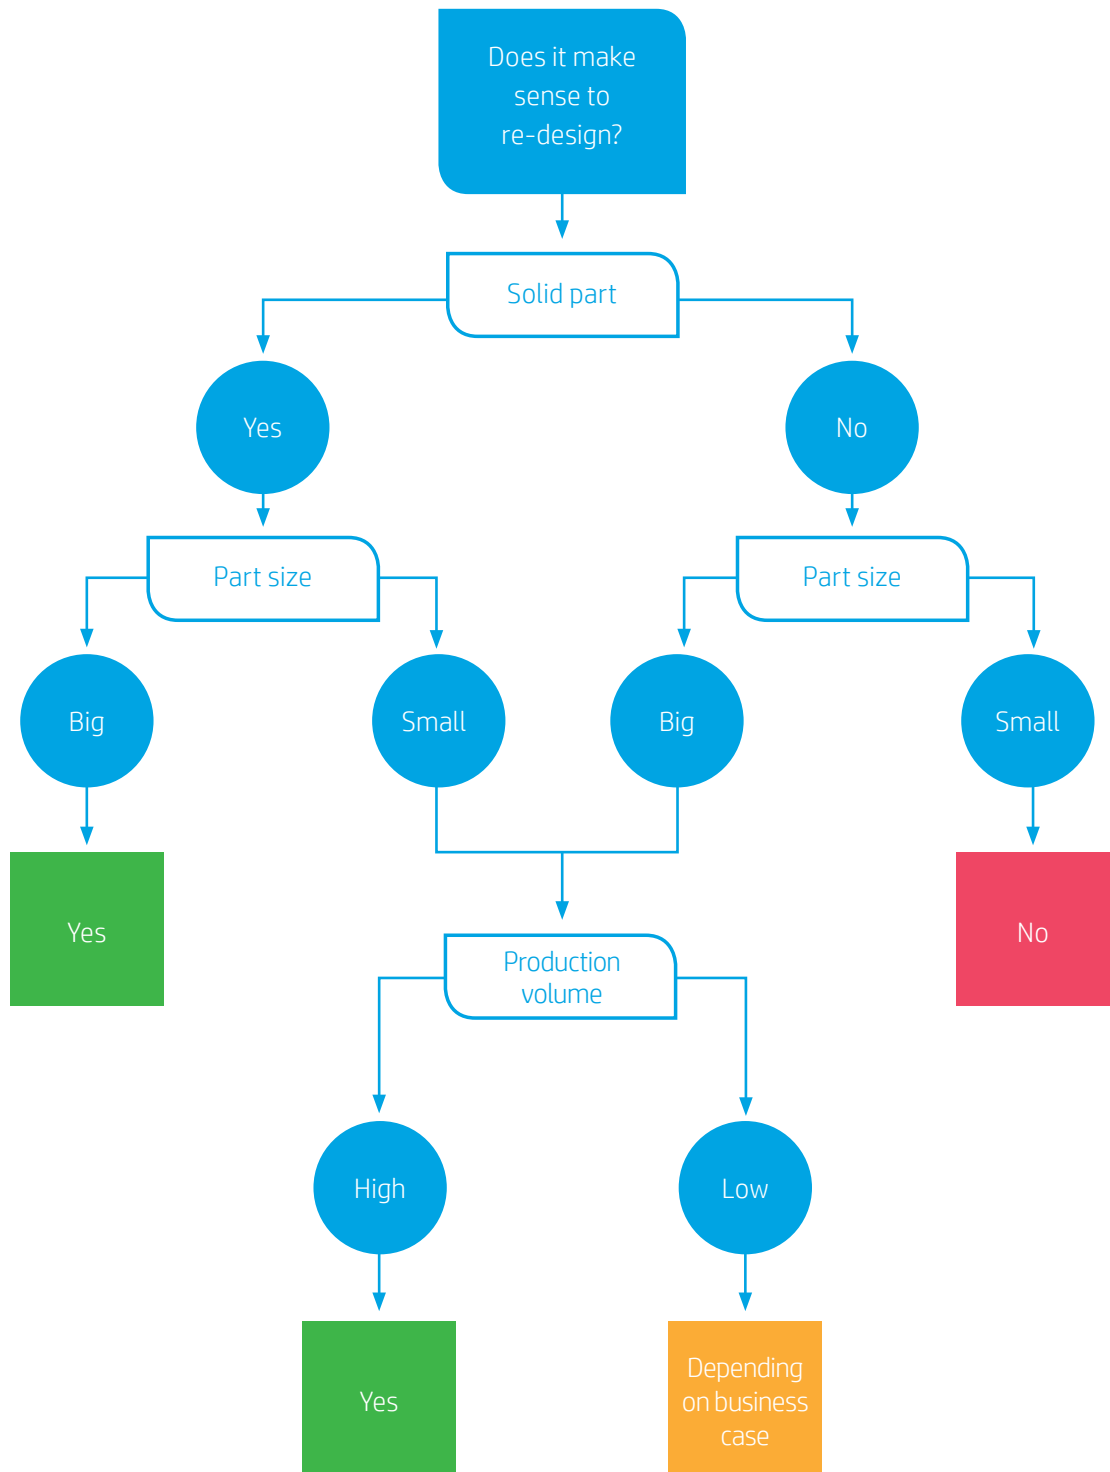 Does it make
sense to
re-design?
Solid part
Yes
No
Part size
Part size
Big
Small
Big
Small
Yes
No
Production
volume
High
Low
Yes
Depending
on business
case